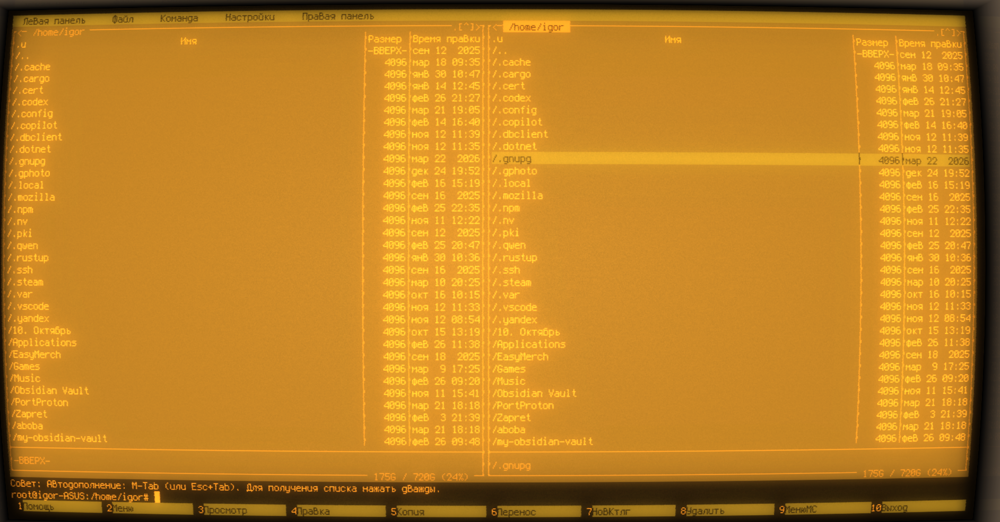 Левая панель Файл Команда Настройки Правая панель
/home/igor .[^]>
.и Имя Размер Время правки
/.. -ВВЕРХ- сен 12 2025
/.cache 4096 мар 18 09:35
/.cargo 4096 янв 30 10:47
/.cert 4096 янв 14 12:45
/.codex 4096 фев 26 21:27
/.config 4096 мар 21 19:05
/.copilot 4096 фев 14 16:40
/.dbclient 4096 ноя 12 11:39
/.dotnet 4096 ноя 12 11:35
/.gnupg 4096 мар 22 2026
/.gphoto 4096 дек 24 19:52
/.local 4096 фев 16 15:19
/.mozilla 4096 сен 16 2025
/.npm 4096 фев 25 22:35
/.nv 4096 ноя 11 12:22
/.pki 4096 сен 12 2025
/.qwen 4096 фев 25 20:47
/.rustup 4096 янв 30 10:36
/.ssh 4096 сен 16 2025
/.steam 4096 мар 10 20:25
/.var 4096 окт 16 10:15
/.vscode 4096 ноя 12 11:33
/.yandex 4096 ноя 12 08:54
/10. Октябрь 4096 окт 15 13:19
/Applications 4096 фев 26 11:38
/EasyMerch 4096 сен 18 2025
/Games 4096 мар 9 17:25
/Music 4096 фев 26 09:20
/Obsidian Vault 4096 ноя 11 15:41
/PortProton 4096 мар 21 18:18
/Zapret 4096 фев 3 21:39
/aboba 4096 мар 21 18:18
/my-obsidian-vault 4096 фев 26 09:48
-ВВЕРХ-
175G / 720G (24%)
/home/igor .[^]>
.и Имя Размер Время правки
/.. -ВВЕРХ- сен 12 2025
/.cache 4096 мар 18 09:35
/.cargo 4096 янв 30 10:47
/.cert 4096 янв 14 12:45
/.codex 4096 фев 26 21:27
/.config 4096 мар 21 19:05
/.copilot 4096 фев 14 16:40
/.dbclient 4096 ноя 12 11:39
/.dotnet 4096 ноя 12 11:35
/.gnupg 4096 мар 22 2026
/.gphoto 4096 дек 24 19:52
/.local 4096 фев 16 15:19
/.mozilla 4096 сен 16 2025
/.npm 4096 фев 25 22:35
/.nv 4096 ноя 11 12:22
/.pki 4096 сен 12 2025
/.qwen 4096 фев 25 20:47
/.rustup 4096 янв 30 10:36
/.ssh 4096 сен 16 2025
/.steam 4096 мар 10 20:25
/.var 4096 окт 16 10:15
/.vscode 4096 ноя 12 11:33
/.yandex 4096 ноя 12 08:54
/10. Октябрь 4096 окт 15 13:19
/Applications 4096 фев 26 11:38
/EasyMerch 4096 сен 18 2025
/Games 4096 мар 9 17:25
/Music 4096 фев 26 09:20
/Obsidian Vault 4096 ноя 11 15:41
/PortProton 4096 мар 21 18:18
/Zapret 4096 фев 3 21:39
/aboba 4096 мар 21 18:18
/my-obsidian-vault 4096 фев 26 09:48
/.gnupg
175G / 720G (24%)
Совет: Автодополнение: M-Tab (или Esc+Tab). Для получения списка нажать дважды.
root@igor-ASUS:/home/igor#
1Помощь 2Меню 3Просмотр 4Правка 5Копия 6Перенос 7НовКтлг 8Удалить 9МенюМС 10Выход